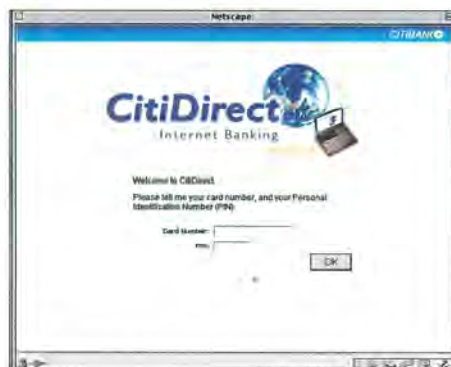 Netscape:
CITIBANK
CitiDirect
Internet Banking
Welcome to CitiDirect.
Please tell me your card number, and your Personal
Identification Number (PIN).
Card Number:
PIN:
OK